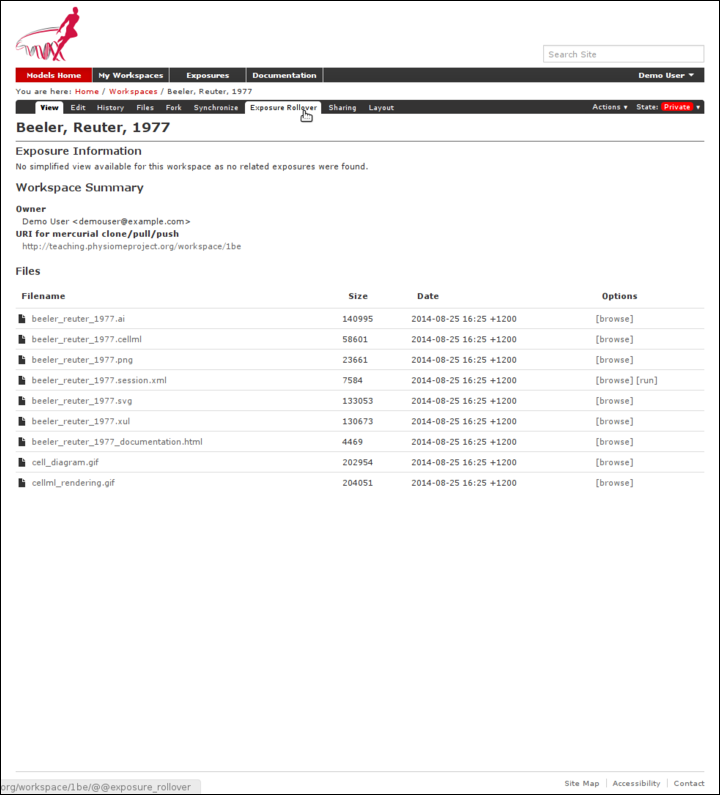 Search Site
Models Home My Workspaces Exposures Documentation Demo User ▼
You are here: Home / Workspaces / Beeler, Reuter, 1977
View Edit History Files Fork Synchronize Exposure Rollover Sharing Layout Actions ▼ State: Private ▼
Beeler, Reuter, 1977
Exposure Information
No simplified view available for this workspace as no related exposures were found.
Workspace Summary
Owner
Demo User <demouser@example.com>
URI for mercurial clone/pull/push
http://teaching.physiomeproject.org/workspace/1be
Files
Filename Size Date Options
beeler_reuter_1977.ai 140995 2014-08-25 16:25 +1200 [browse]
beeler_reuter_1977.cellml 58601 2014-08-25 16:25 +1200 [browse]
beeler_reuter_1977.png 23661 2014-08-25 16:25 +1200 [browse]
beeler_reuter_1977.session.xml 7584 2014-08-25 16:25 +1200 [browse] [run]
beeler_reuter_1977.svg 133053 2014-08-25 16:25 +1200 [browse]
beeler_reuter_1977.xul 130673 2014-08-25 16:25 +1200 [browse]
beeler_reuter_1977_documentation.html 4469 2014-08-25 16:25 +1200 [browse]
cell_diagram.gif 202954 2014-08-25 16:25 +1200 [browse]
cellml_rendering.gif 204051 2014-08-25 16:25 +1200 [browse]
Site Map Accessibility Contact
org/workspace/1be/@@exposure_rollover